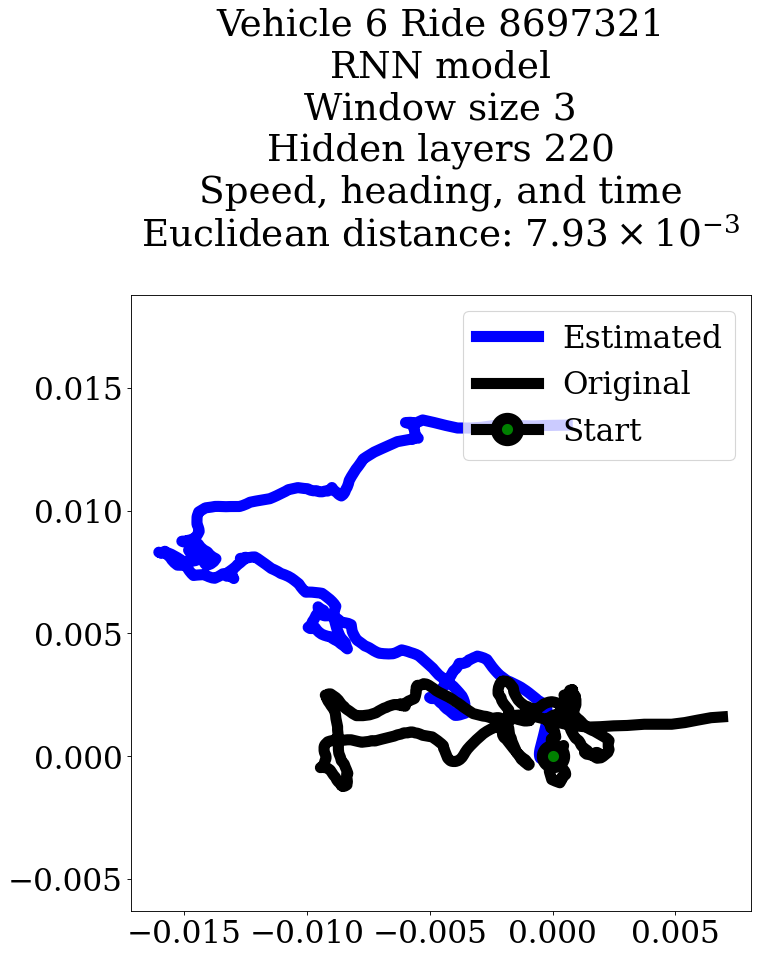 Vehicle 6 Ride 8697321
RNN model
Window size 3
Hidden layers 220
Speed, heading, and time
Euclidean distance: 7.93 × 10⁻³
Estimated
Original
Start
0.015
0.010
0.005
0.000
−0.005
−0.015 −0.010 −0.005 0.000 0.005